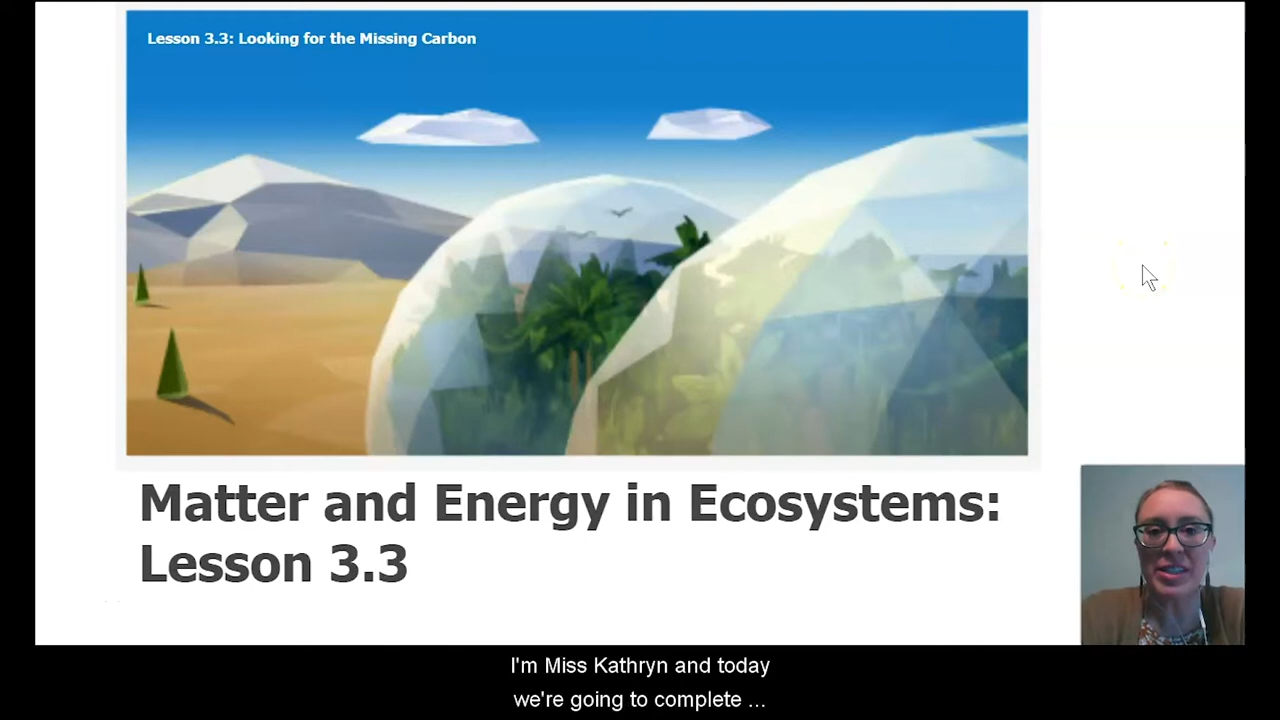 Lesson 3.3: Looking for the Missing Carbon
Matter and Energy in Ecosystems:
Lesson 3.3
I'm Miss Kathryn and today
we're going to complete ...